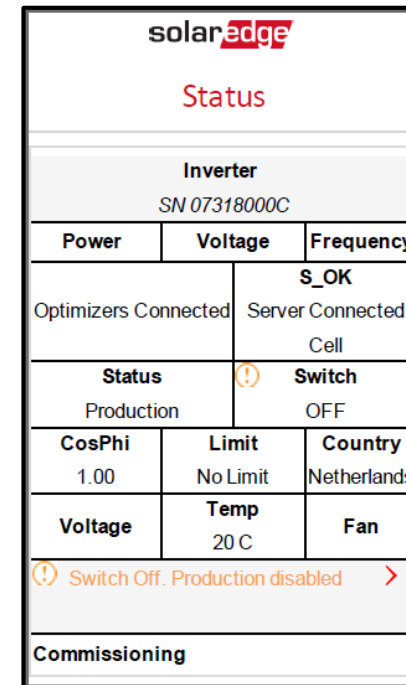 solaredge
Status
Inverter
SN 07318000C
Power Voltage Frequency
S_OK
Optimizers Connected Server Connected
Cell
Status Switch
Production OFF
CosPhi Limit Country
1.00 No Limit Netherlands
Voltage Temp Fan
20 C
Switch Off. Production disabled >
Commissioning